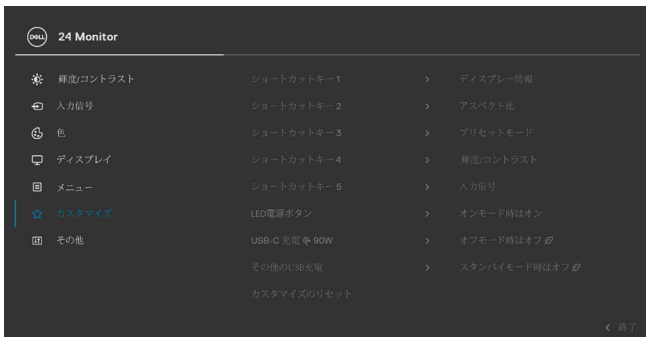 DELL 24 Monitor
輝度/コントラスト ショートカットキー1 > ディスプレー情報
入力信号 ショートカットキー2 > アスペクト比
色 ショートカットキー3 > プリセットモード
ディスプレイ ショートカットキー4 > 輝度/コントラスト
メニュー ショートカットキー5 > 入力信号
カスタマイズ LED電源ボタン > オンモード時はオン
その他 USB-C 充電 90W > オフモード時はオフ
その他のUSB充電 > スタンバイモード時はオフ
カスタマイズのリセット
< 終了